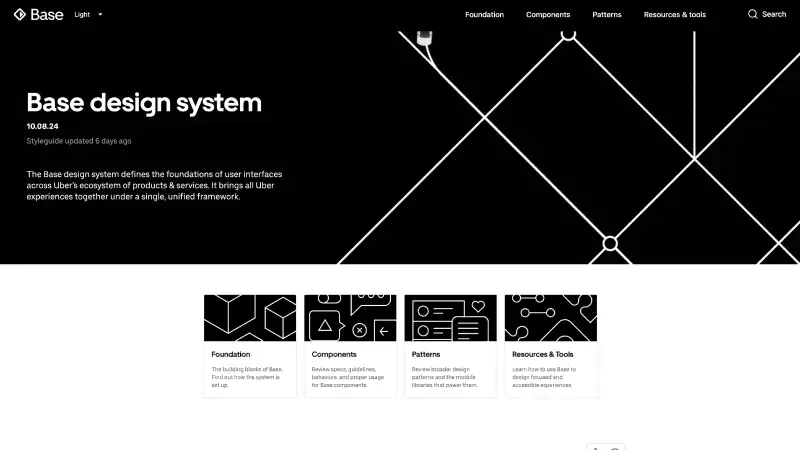 Base
Light
Foundation
Components
Patterns
Resources & tools
Search
Base design system
10.08.24
Styleguide updated 6 days ago
The Base design system defines the foundations of user interfaces
across Uber's ecosystem of products & services. It brings all Uber
experiences together under a single, unified framework.
Foundation
The building blocks of Base.
Find out how the system is
set up.
Components
Review specs, guidelines,
behaviors, and proper usage
for Base components.
Patterns
Review broader design
patterns and the module
libraries that power them.
Resources & Tools
Learn how to use Base to
design focused and
accessible experiences.